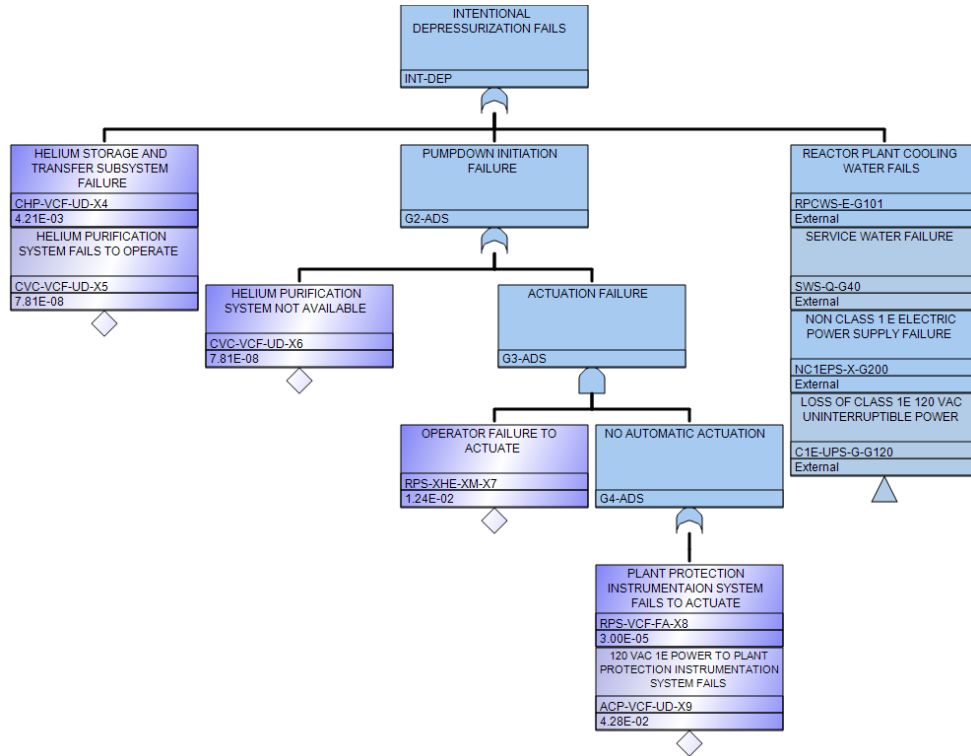 INTENTIONAL
DEPRESSURIZATION FAILS
INT-DEP
HELIUM STORAGE AND
TRANSFER SUBSYSTEM
FAILURE
CHP-VCF-UD-X4
4.21E-03
HELIUM PURIFICATION
SYSTEM FAILS TO OPERATE
CVC-VCF-UD-X5
7.81E-08
PUMPDOWN INITIATION
FAILURE
G2-ADS
REACTOR PLANT COOLING
WATER FAILS
RPCWS-E-G101
External
SERVICE WATER FAILURE
SWS-Q-G40
External
NON CLASS 1 E ELECTRIC
POWER SUPPLY FAILURE
NC1EPS-X-G200
External
LOSS OF CLASS 1E 120 VAC
UNINTERRUPTIBLE POWER
C1E-UPS-G-G120
External
HELIUM PURIFICATION
SYSTEM NOT AVAILABLE
CVC-VCF-UD-X6
7.81E-08
ACTUATION FAILURE
G3-ADS
OPERATOR FAILURE TO
ACTUATE
RPS-XHE-XM-X7
1.24E-02
NO AUTOMATIC ACTUATION
G4-ADS
PLANT PROTECTION
INSTRUMENTAION SYSTEM
FAILS TO ACTUATE
RPS-VCF-FA-X8
3.00E-05
120 VAC 1E POWER TO PLANT
PROTECTION INSTRUMENTATION
SYSTEM FAILS
ACP-VCF-UD-X9
4.28E-02